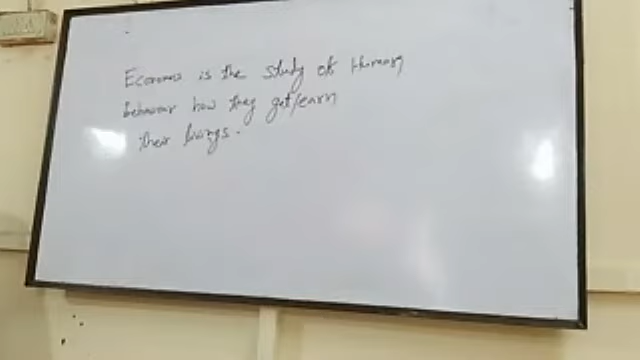 Economics is the study of Human
behaviour how they get/earn
their livings.